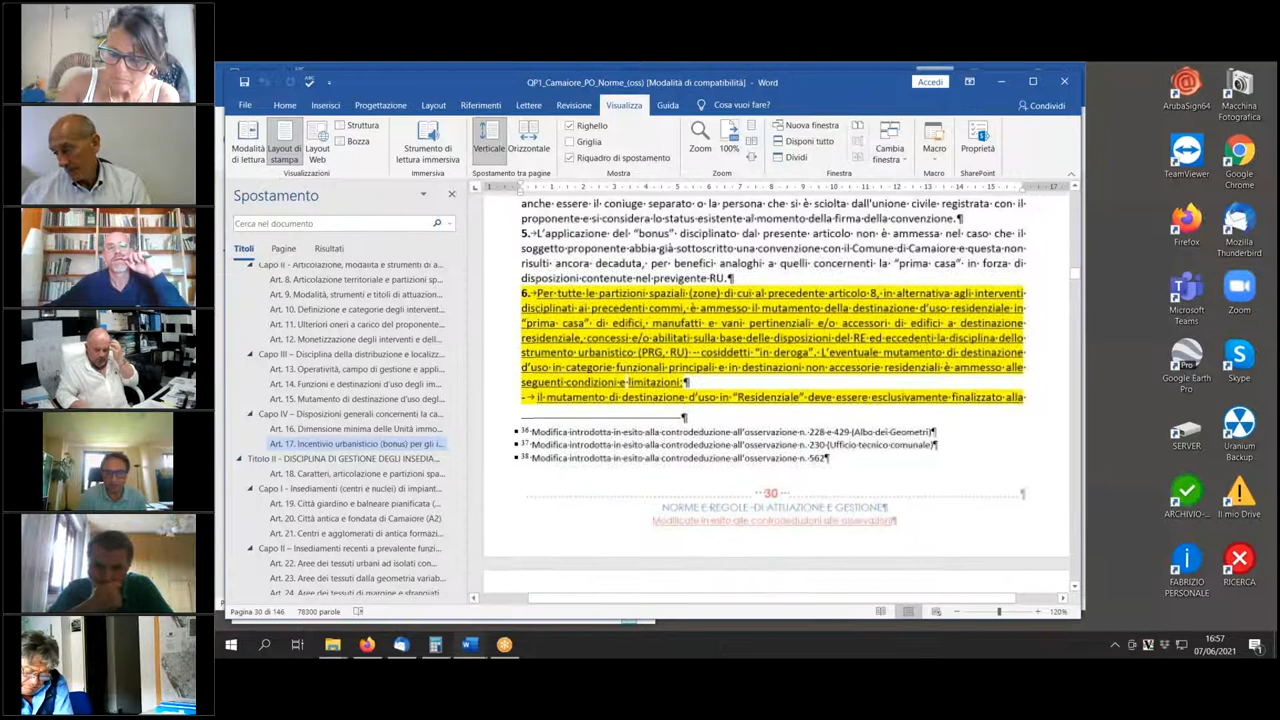 QP1_Camaiore_PO_Norme_(oss) [Modalità di compatibilità] - Word
Accedi
File Home Inserisci Progettazione Layout Riferimenti Lettere Revisione Visualizza Guida Cosa vuoi fare? Condividi
Modalità di lettura
Layout di stampa
Layout Web
Struttura
Bozza
Visualizzazioni
Strumento di lettura immersiva
Immersiva
Verticale
Orizzontale
Spostamento tra pagine
Righello
Griglia
Riquadro di spostamento
Mostra
Zoom
100%
Zoom
Nuova finestra
Disponi tutto
Dividi
Cambia finestra
Finestra
Macro
Macro
Proprietà
SharePoint
Spostamento
Cerca nel documento
Titoli Pagine Risultati
Capo II - Articolazione, modalità e strumenti di a...
Art. 8. Articolazione territoriale e partizioni sp...
Art. 9. Modalità, strumenti e titoli di attuazion...
Art. 10. Definizione e categorie degli intervent...
Art. 11. Ulteriori oneri a carico del proponente...
Art. 12. Monetizzazione degli interventi e dell...
Capo III – Disciplina della distribuzione e localizz...
Art. 13. Operatività, campo di gestione e appli...
Art. 14. Funzioni e destinazioni d'uso degli im...
Art. 15. Mutamento di destinazione d'uso degl...
Capo IV – Disposizioni generali concernenti la ca...
Art. 16. Dimensione minima delle Unità immo...
Art. 17. Incentivo urbanisticio (bonus) per gli i...
Titolo II – DISCIPLINA DI GESTIONE DEGLI INSEDIA...
Art. 18. Caratteri, articolazione e partizioni spa...
Capo I – Insediamenti (centri e nuclei) di impiant...
Art. 19. Città giardino e balneare pianificata (...
Art. 20. Città antica e fondata di Camaiore (A2)
Art. 21. Centri e agglomerati di antica formazi...
Capo II – Insediamenti recenti a prevalente funzi...
Art. 22. Aree dei tessuti urbani ad isolati con...
Art. 23. Aree dei tessuti dalla geometria variab...
Art. 24. Aree dei tessuti di margine e sfrangiati
anche essere il coniuge separato o la persona che si è sciolta dall'unione civile registrata con il
proponente e si considera lo status esistente al momento della firma della convenzione.¶
5. L'applicazione del "bonus" disciplinato dal presente articolo non è ammessa nel caso che il
soggetto proponente abbia già sottoscritto una convenzione con il Comune di Camaiore e questa non
risulti ancora decaduta, per benefici analoghi a quelli concernenti la "prima casa" in forza di
disposizioni contenute nel previgente RU.¶
6. Per tutte le partizioni spaziali (zone) di cui al precedente articolo 8, in alternativa agli interventi
disciplinati ai precedenti commi, è ammesso il mutamento della destinazione d'uso residenziale in
"prima casa" di edifici, manufatti e vani pertinenziali e/o accessori di edifici a destinazione
residenziale, concessi e/o abilitati sulla base delle disposizioni del RE ed eccedenti la disciplina dello
strumento urbanistico (PRG, RU) – cosiddetti "in deroga". L'eventuale mutamento di destinazione
d'uso in categorie funzionali principali e in destinazioni non accessorie residenziali è ammesso alle
seguenti condizioni e limitazioni:¶
- il mutamento di destinazione d'uso in "Residenziale" deve essere esclusivamente finalizzato alla
¶
36 Modifica introdotta in esito alla controdeduzione all'osservazione n. 228 e 429 (Albo dei Geometri)¶
37 Modifica introdotta in esito alla controdeduzione all'osservazione n. 230 (Ufficio tecnico comunale)¶
38 Modifica introdotta in esito alla controdeduzione all'osservazione n. 562¶
30 ¶
NORME E REGOLE DI ATTUAZIONE E GESTIONE¶
Modificate in esito alle controdeduzioni alle osservazioni¶
Pagina 30 di 146 78300 parole 120%
ArubaSign64
Macchina Fotografica
TeamViewer
Google Chrome
Firefox
Mozilla Thunderbird
Microsoft Teams
Zoom
Google Earth Pro
Skype
SERVER
Uranium Backup
ARCHIVIO-...
Il mio Drive
FABRIZIO PERSONALE
RICERCA
16:57
07/06/2021